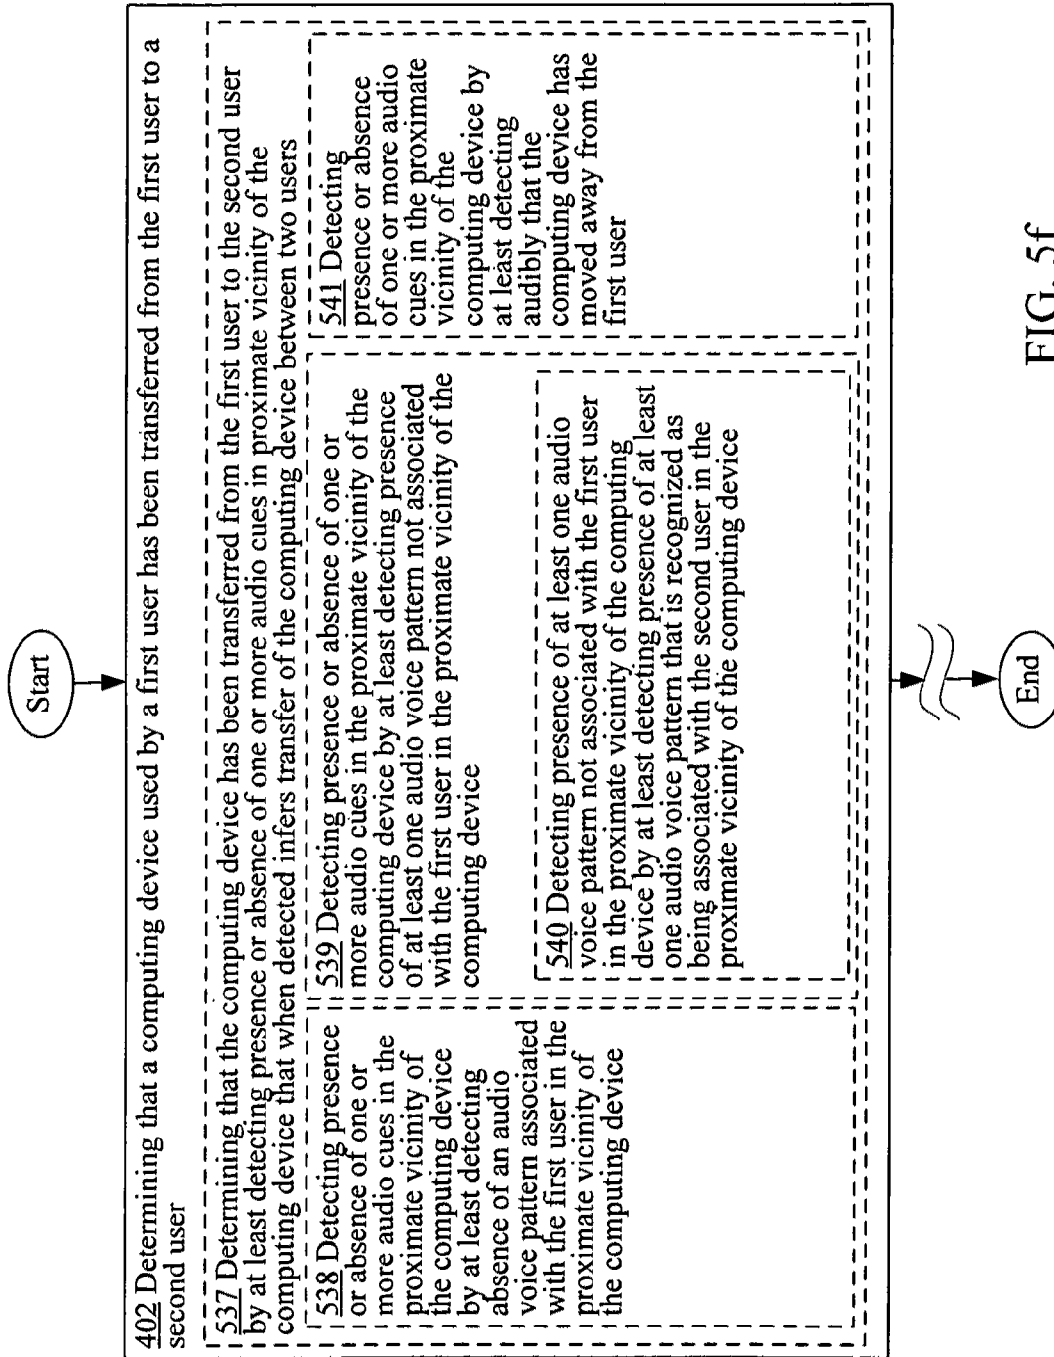 Start
402 Determining that a computing device used by a first user has been transferred from the first user to a
second user
537 Determining that the computing device has been transferred from the first user to the second user
by at least detecting presence or absence of one or more audio cues in proximate vicinity of the
computing device that when detected infers transfer of the computing device between two users
538 Detecting presence
or absence of one or
more audio cues in the
proximate vicinity of
the computing device
by at least detecting
absence of an audio
voice pattern associated
with the first user in the
proximate vicinity of
the computing device
539 Detecting presence or absence of one or
more audio cues in the proximate vicinity of the
computing device by at least detecting presence
of at least one audio voice pattern not associated
with the first user in the proximate vicinity of the
computing device
540 Detecting presence of at least one audio
voice pattern not associated with the first user
in the proximate vicinity of the computing
device by at least detecting presence of at least
one audio voice pattern that is recognized as
being associated with the second user in the
proximate vicinity of the computing device
541 Detecting
presence or absence
of one or more audio
cues in the proximate
vicinity of the
computing device by
at least detecting
audibly that the
computing device has
moved away from the
first user
End
FIG. 5f